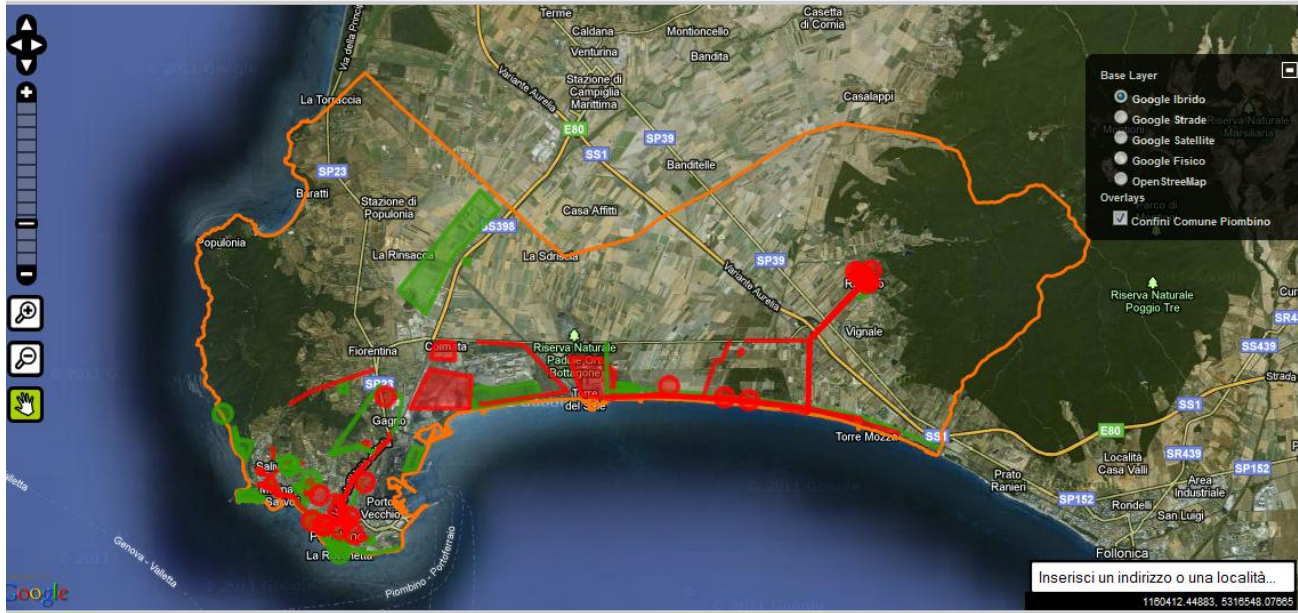 Terme
Casetta
di Cornia
Caldana
Montioncello
Venturina
Bandita
Stazione di
Campiglia
Marittima
Variante Aurelia
La Torraccia
Casalappi
E80
SP39
SS1
Banditelle
SP23
Baratti
Stazione di
Populonia
Casa Affitti
SS398
Populonia
La Rinsacca
La Sdriscia
SP39
Variante Aurelia
Vignale
Fiorentina
Riserva Naturale
Bottagone
Torre
del Sale
SP23
Gagno
Torre Mozza
SS1
Prato
Ranieri
E80
Località
Casa Valli
SS1
SR439
SP152
Area
Industriale
SP152
Rondelli
San Luigi
Follonica
Porto
Vecchio
Genova - Valletta
Piombino - Portoferraio
Riserva Naturale
Poggio Tre
SS439
Strada
Base Layer
Google Ibrido
Google Strade
Google Satellite
Google Fisico
OpenStreeMap
Overlays
Confini Comune Piombino
Google
Inserisci un indirizzo o una località...
1160412.44883, 5316548.07665